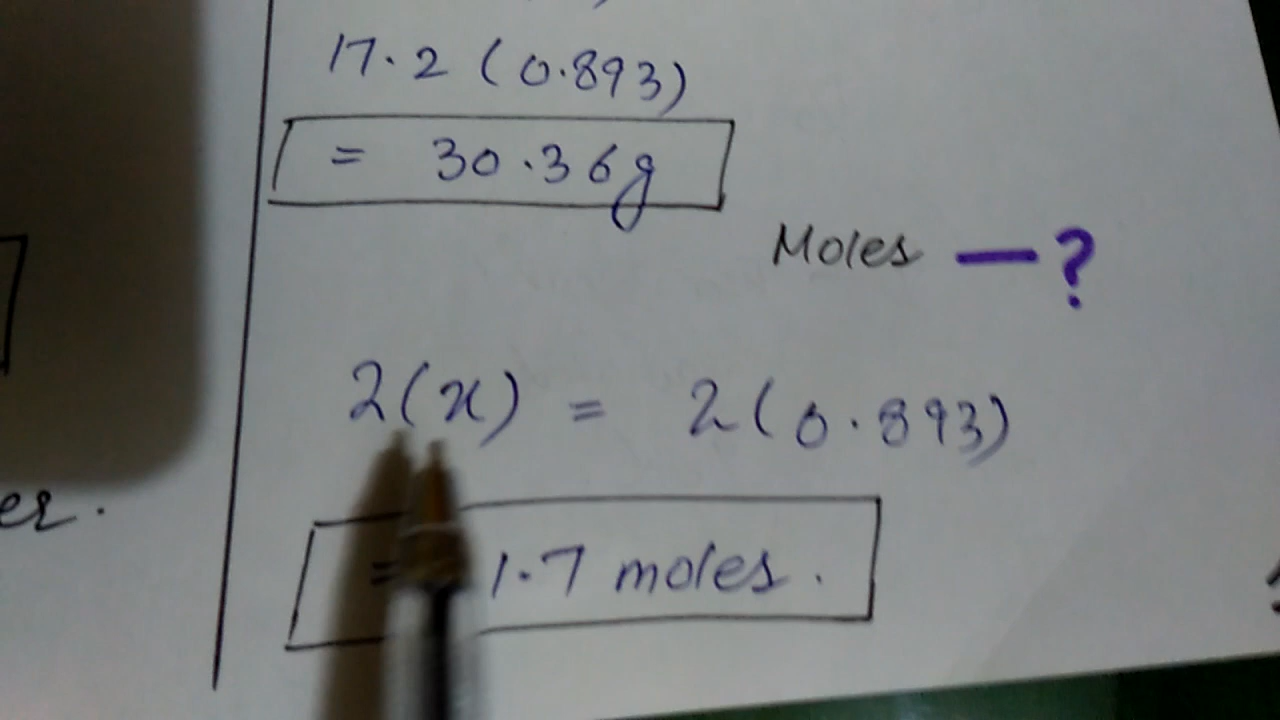 17.2 (0.893)
= 30.36g
Moles — ?
2(x) = 2(0.893)
= 1.7 moles.
er.